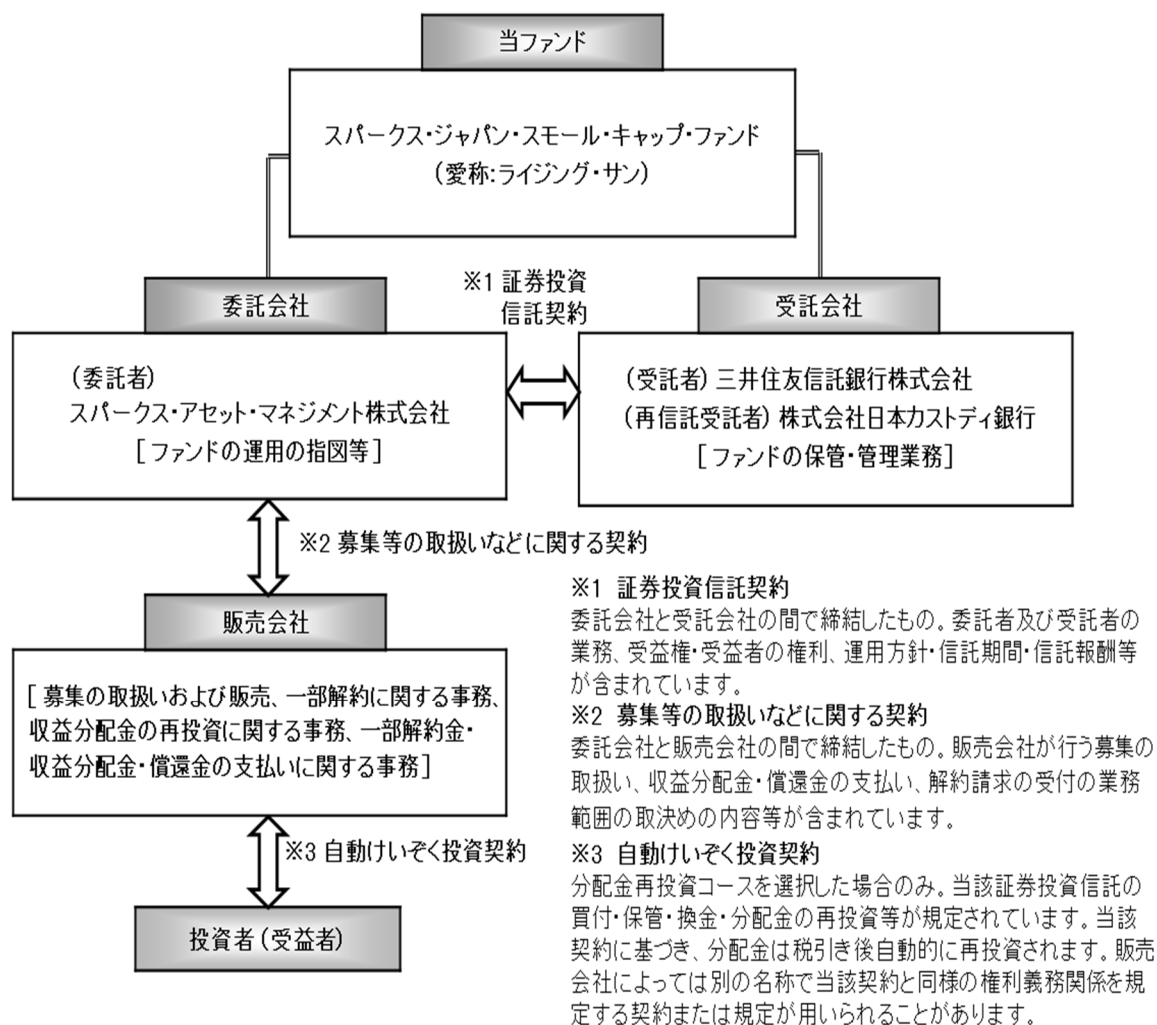 当ファンド
スパークス・ジャパン・スモール・キャップ・ファンド
(愛称:ライジング・サン)
※1 証券投資
信託契約
委託会社
(委託者)
スパークス・アセット・マネジメント株式会社
[ファンドの運用の指図等]
受託会社
(受託者) 三井住友信託銀行株式会社
(再信託受託者) 株式会社日本カストディ銀行
[ファンドの保管・管理業務]
※2 募集等の取扱いなどに関する契約
販売会社
[募集の取扱いおよび販売、一部解約に関する事務、
収益分配金の再投資に関する事務、一部解約金・
収益分配金・償還金の支払いに関する事務]
※3 自動けいぞく投資契約
投資者(受益者)
※1 証券投資信託契約
委託会社と受託会社の間で締結したもの。委託者及び受託者の
業務、受益権・受益者の権利、運用方針・信託期間・信託報酬等
が含まれています。
※2 募集等の取扱いなどに関する契約
委託会社と販売会社の間で締結したもの。販売会社が行う募集の
取扱い、収益分配金・償還金の支払い、解約請求の受付の業務
範囲の取決めの内容等が含まれています。
※3 自動けいぞく投資契約
分配金再投資コースを選択した場合のみ。当該証券投資信託の
買付・保管・換金・分配金の再投資等が規定されています。当該
契約に基づき、分配金は税引き後自動的に再投資されます。販売
会社によっては別の名称で当該契約と同様の権利義務関係を規
定する契約または規定が用いられることがあります。